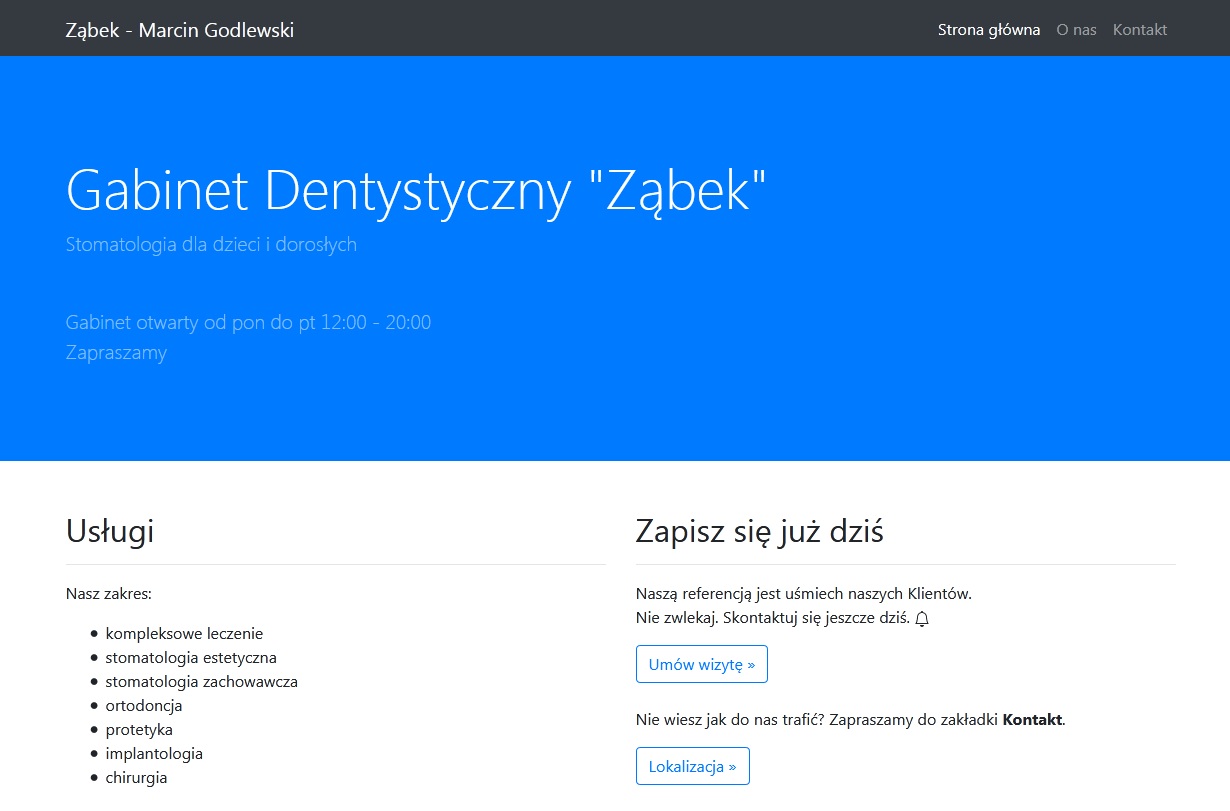 Ząbek - Marcin Godlewski
Strona główna O nas Kontakt
Gabinet Dentystyczny "Ząbek"
Stomatologia dla dzieci i dorosłych
Gabinet otwarty od pon do pt 12:00 - 20:00
Zapraszamy
Usługi
Nasz zakres:
kompleksowe leczenie
stomatologia estetyczna
stomatologia zachowawcza
ortodoncja
protetyka
implantologia
chirurgia
Zapisz się już dziś
Naszą referencją jest uśmiech naszych Klientów.
Nie zwlekaj. Skontaktuj się jeszcze dziś.
Umów wizytę »
Nie wiesz jak do nas trafić? Zapraszamy do zakładki Kontakt.
Lokalizacja »